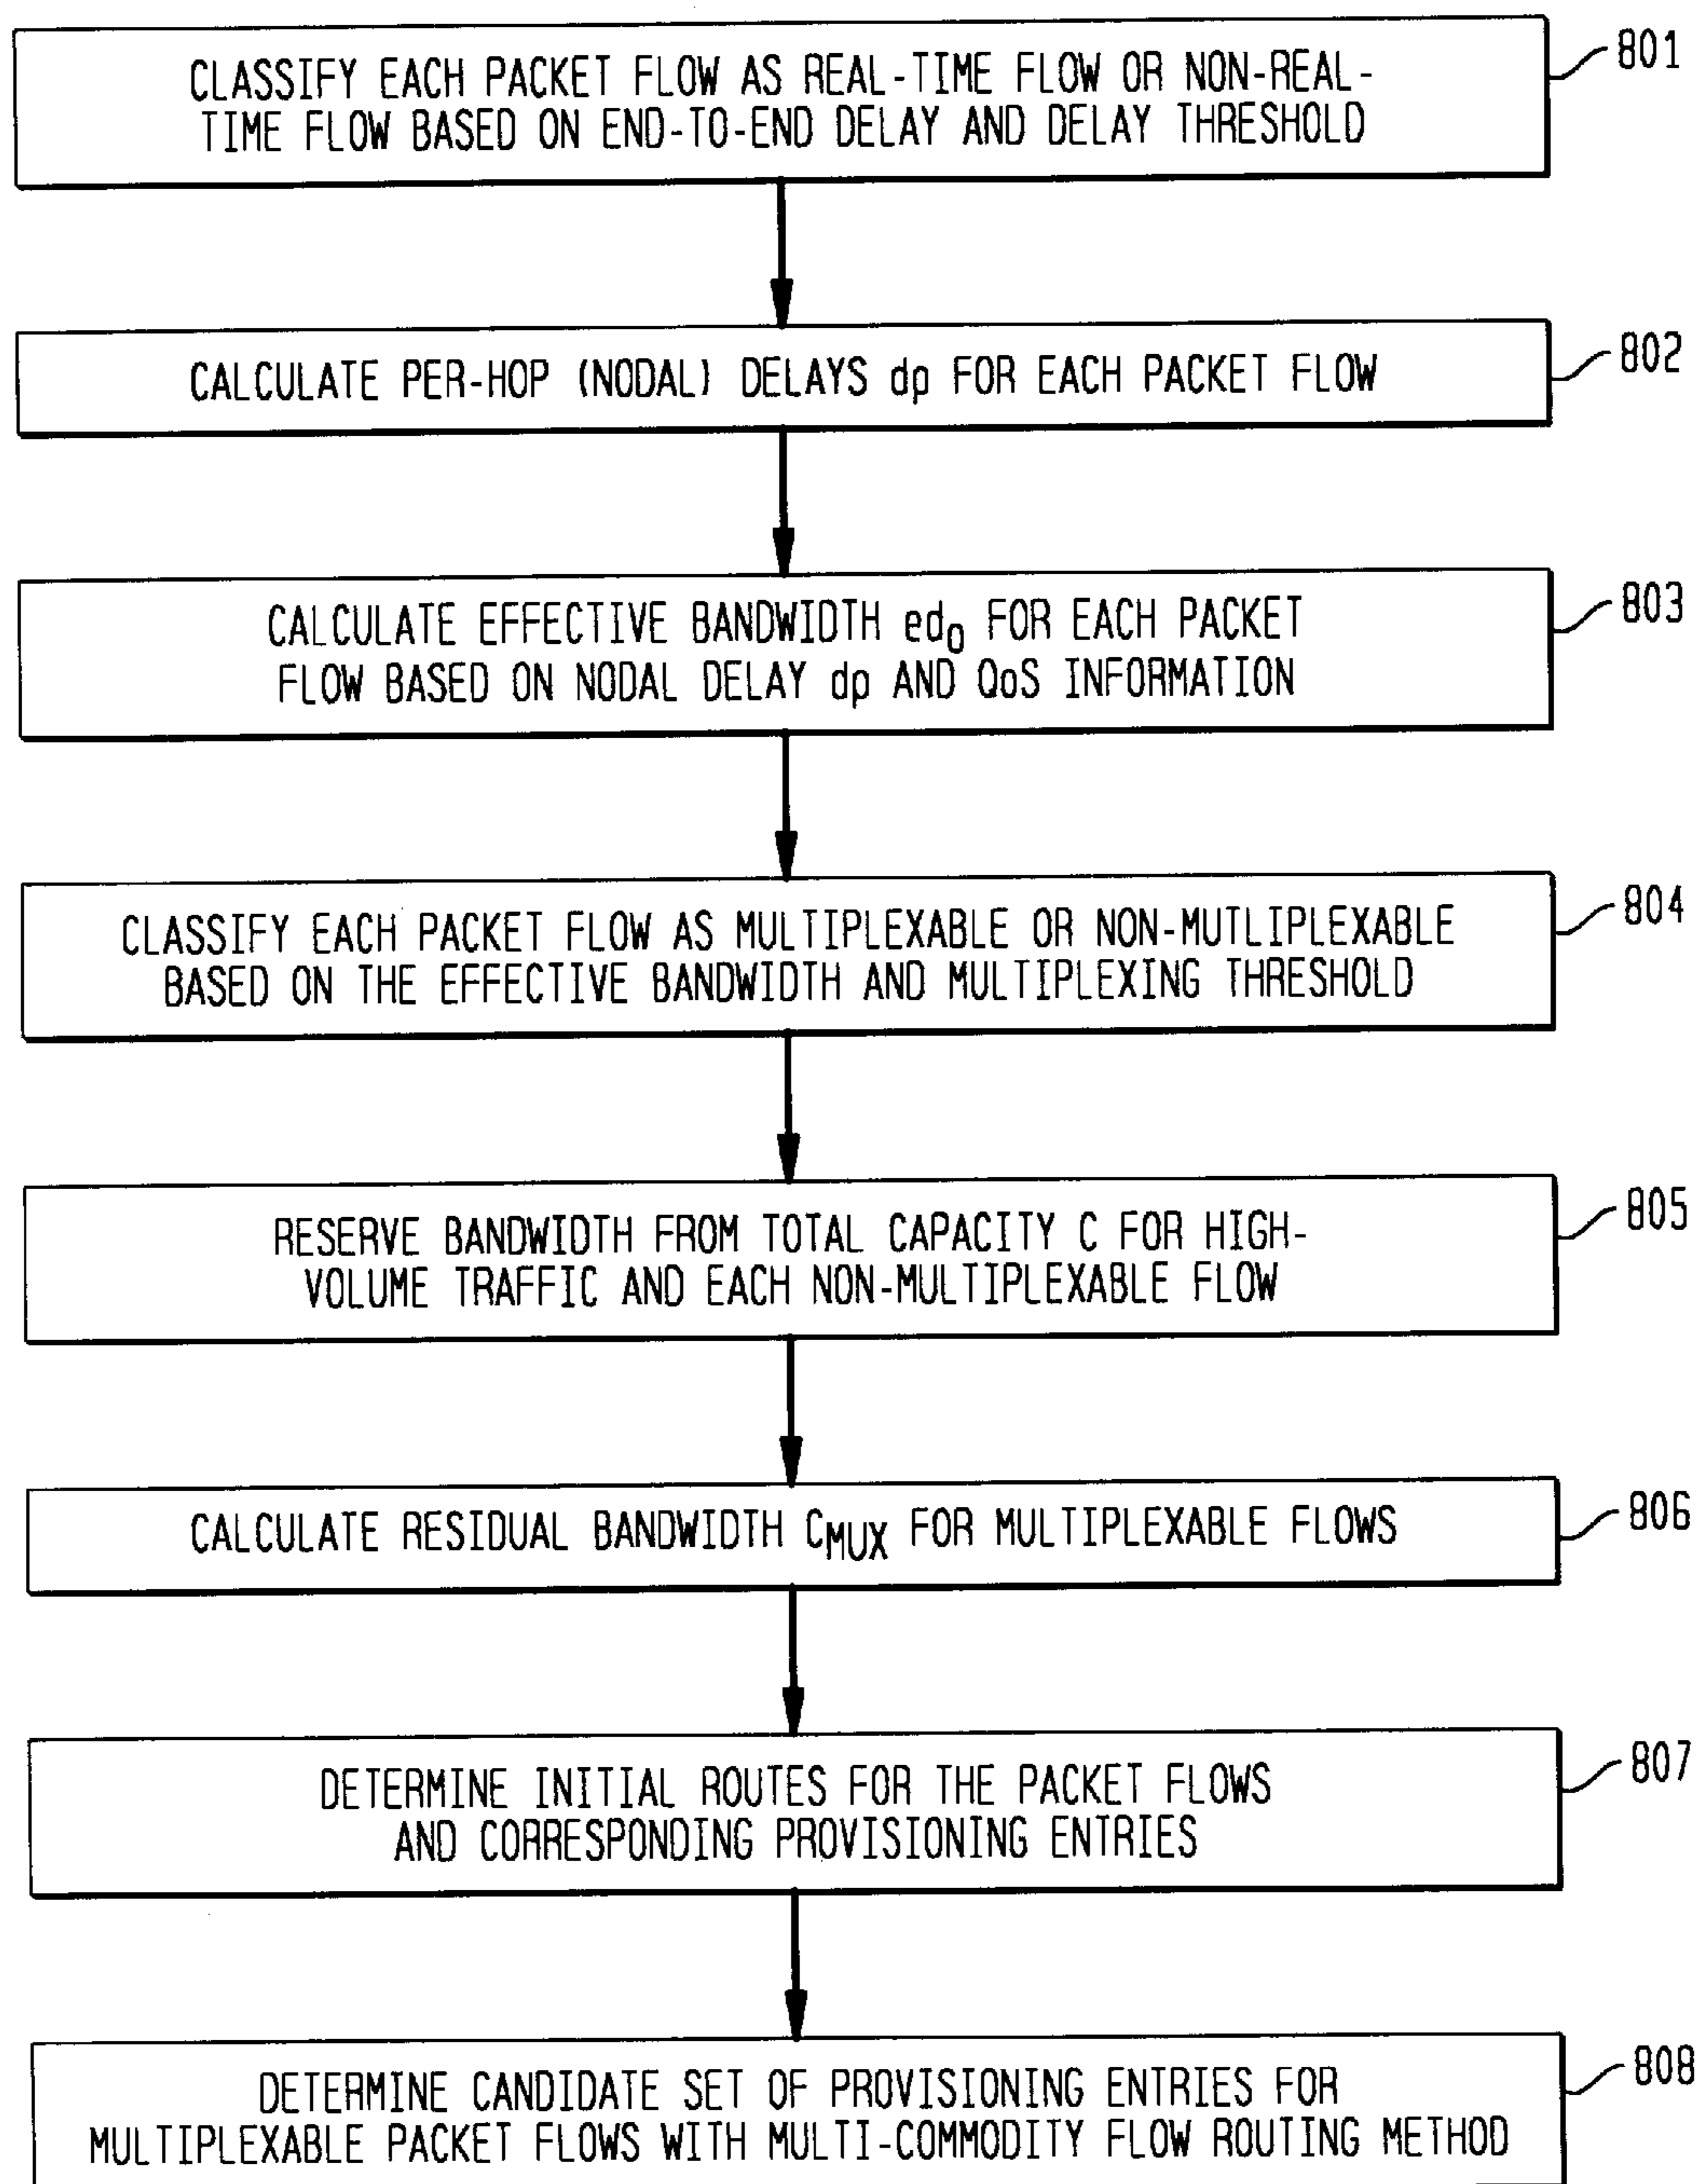 CLASSIFY EACH PACKET FLOW AS REAL-TIME FLOW OR NON-REAL-
TIME FLOW BASED ON END-TO-END DELAY AND DELAY THRESHOLD
801
CALCULATE PER-HOP (NODAL) DELAYS dp FOR EACH PACKET FLOW
802
CALCULATE EFFECTIVE BANDWIDTH ed0 FOR EACH PACKET
FLOW BASED ON NODAL DELAY dp AND QoS INFORMATION
803
CLASSIFY EACH PACKET FLOW AS MULTIPLEXABLE OR NON-MUTLIPLEXABLE
BASED ON THE EFFECTIVE BANDWIDTH AND MULTIPLEXING THRESHOLD
804
RESERVE BANDWIDTH FROM TOTAL CAPACITY C FOR HIGH-
VOLUME TRAFFIC AND EACH NON-MULTIPLEXABLE FLOW
805
CALCULATE RESIDUAL BANDWIDTH CMUX FOR MULTIPLEXABLE FLOWS
806
DETERMINE INITIAL ROUTES FOR THE PACKET FLOWS
AND CORRESPONDING PROVISIONING ENTRIES
807
DETERMINE CANDIDATE SET OF PROVISIONING ENTRIES FOR
MULTIPLEXABLE PACKET FLOWS WITH MULTI-COMMODITY FLOW ROUTING METHOD
808